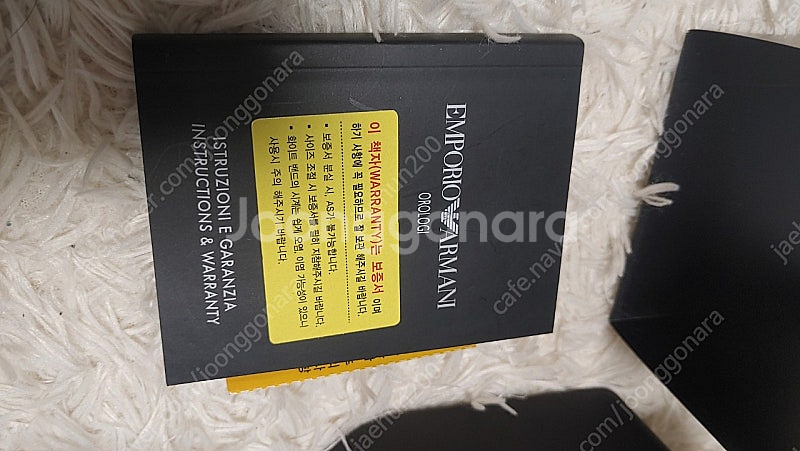 EMPORIO ARMANI
OROLOGI
이 책자(WARRANTY)는 보증서 이며
하기 사항에 꼭 필요하므로 잘 보관 해주시길 바랍니다.
• 보증서 분실 시, AS가 불가능합니다.
• 사이즈 조절 시 보증서를 필히 지참해주시길 바랍니다.
• 화이트 밴드의 시계는 쉽게 오염, 이염 가능성이 있으니
사용시 주의 해주시기 바랍니다.
ISTRUZIONI E GARANZIA
INSTRUCTIONS & WARRANTY
Joonggonara
cafe.naver.com/joonggonara